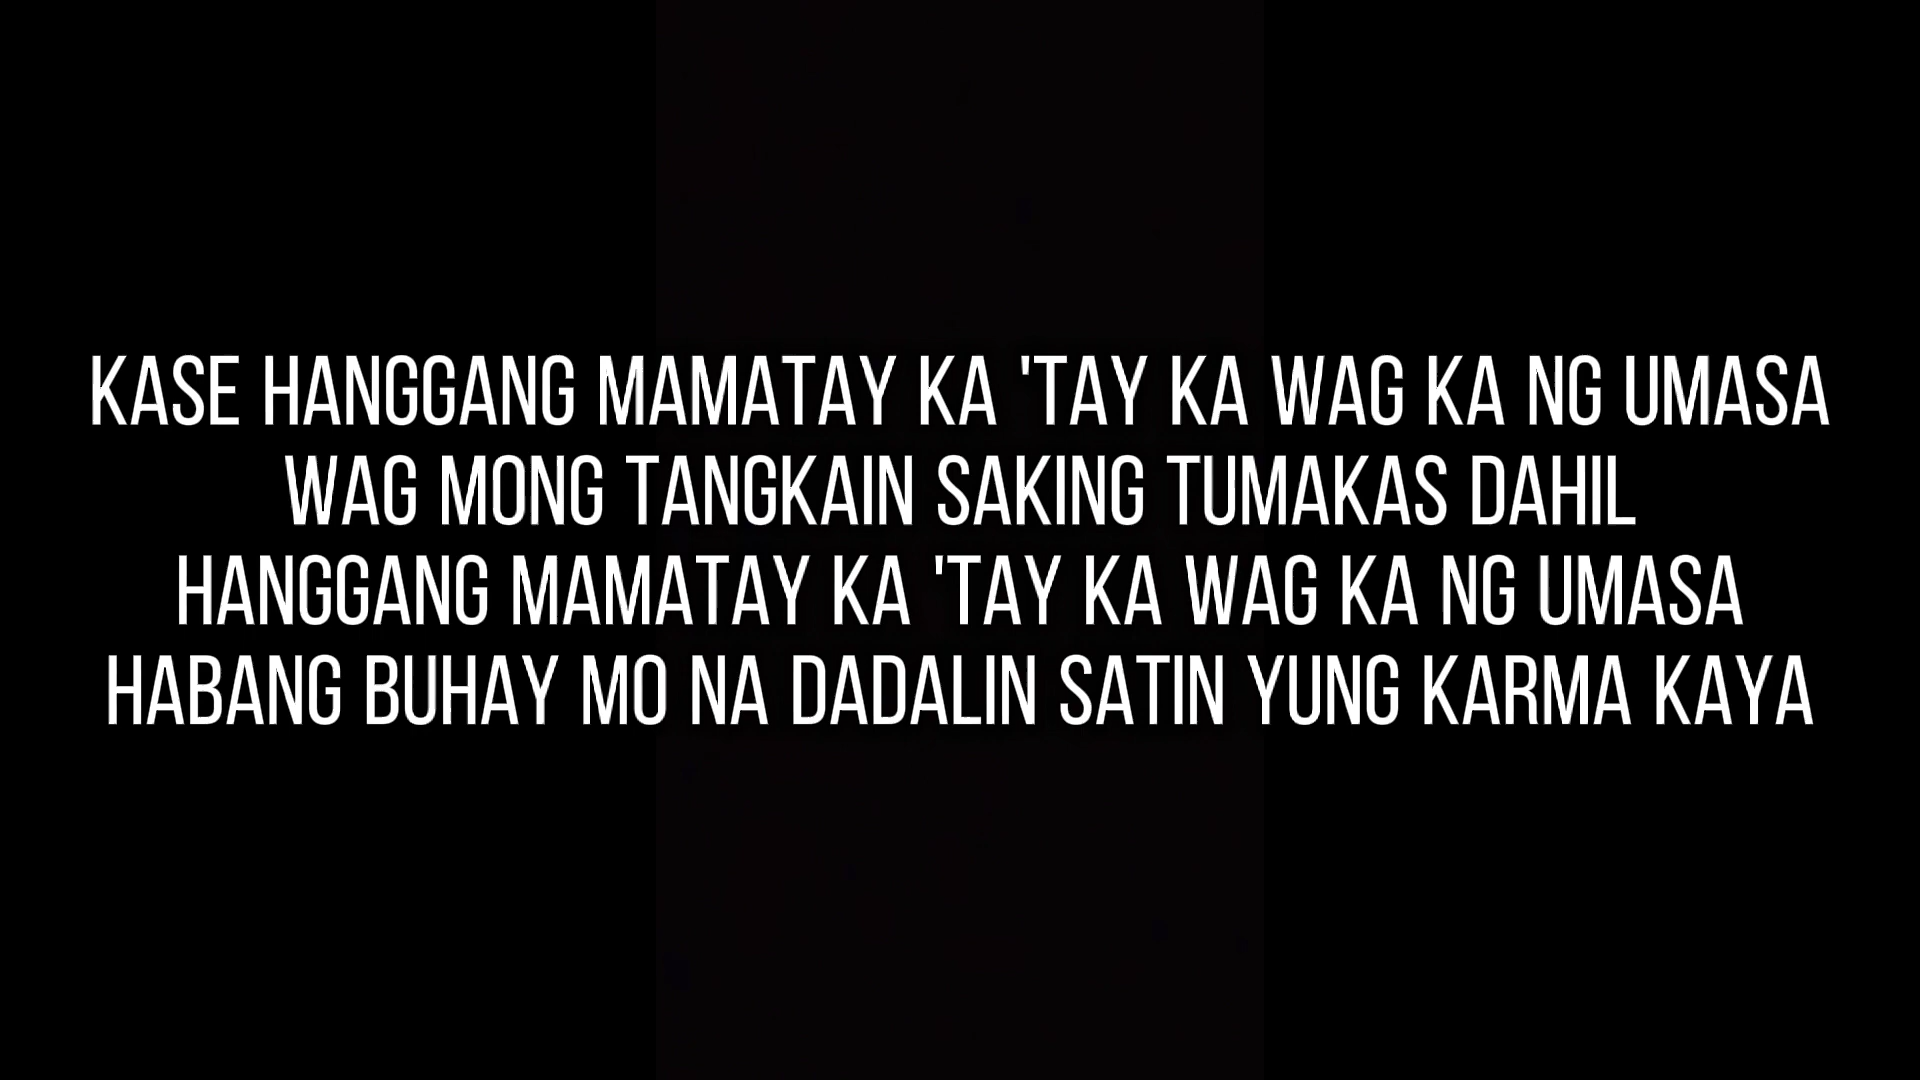 KASE HANGGANG MAMATAY KA 'TAY KA WAG KA NG UMASA
WAG MONG TANGKAIN SAKING TUMAKAS DAHIL
HANGGANG MAMATAY KA 'TAY KA WAG KA NG UMASA
HABANG BUHAY MO NA DADALIN SATIN YUNG KARMA KAYA